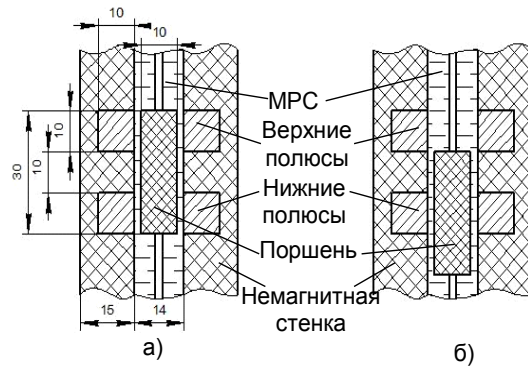 10
10
МРС
Верхние
полюсы
30
10
10
Нижние
полюсы
Поршень
Немагнитная
стенка
15
14
а)
б)